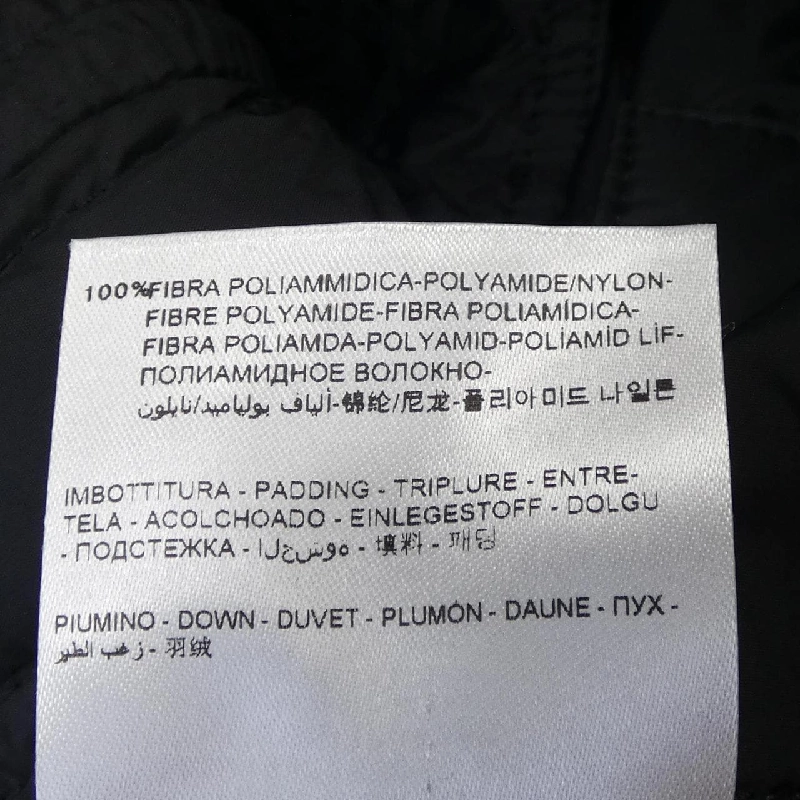 100%FIBRA POLIAMMIDICA-POLYAMIDE/NYLON-
FIBRE POLYAMIDE-FIBRA POLIAMÍDICA-
FIBRA POLIAMDA-POLYAMID-POLIAMİD LİF-
ПОЛИАМИДНОЕ ВОЛОКНО-
ألياف بولياميد/نايلون-锦纶/尼龙-폴리아미드 나일론
IMBOTTITURA - PADDING - TRIPLURE - ENTRE-
TELA - ACOLCHOADO - EINLEGESTOFF - DOLGU
- ПОДСТЕЖКА - الحشوه - 填料 - 패딩
PIUMINO - DOWN - DUVET - PLUMÓN - DAUNE - ПУХ -
زغب الطير - 羽绒